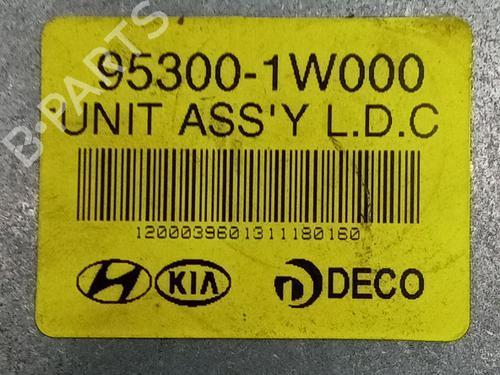 95300-1W000
UNIT ASS'Y L.D.C
1200039601311180160
KIA DECO
B-PARTS